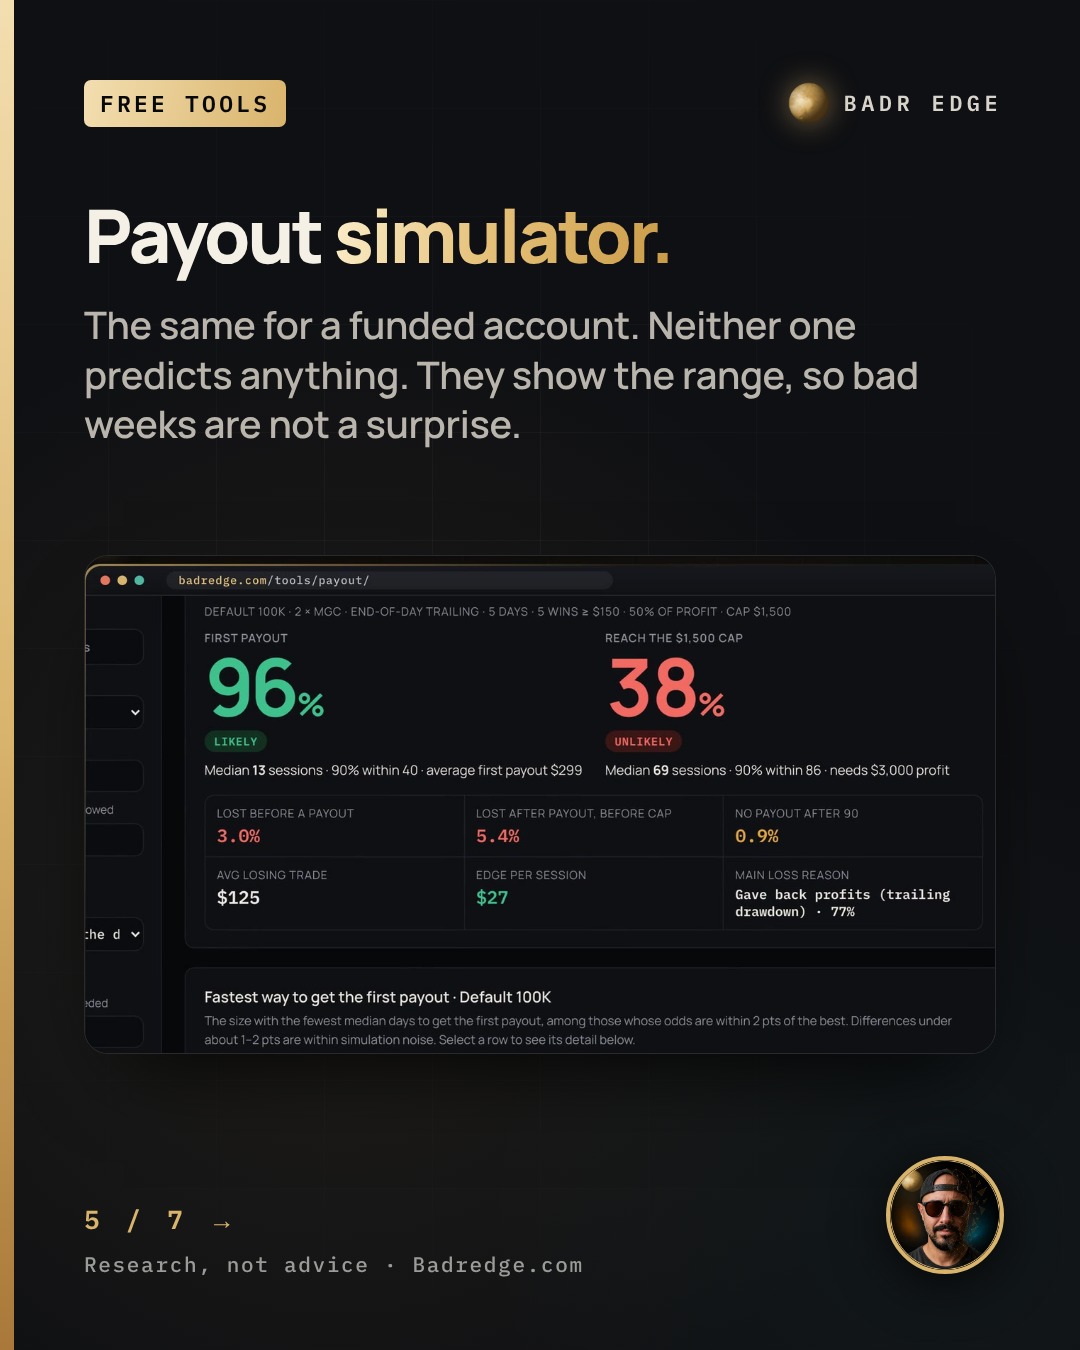 FREE TOOLS
BADR EDGE
Payout simulator.
The same for a funded account. Neither one
predicts anything. They show the range, so bad
weeks are not a surprise.
badredge.com/tools/payout/
DEFAULT 100K · 2 × MGC · END-OF-DAY TRAILING · 5 DAYS · 5 WINS ≥ $150 · 50% OF PROFIT · CAP $1,500
FIRST PAYOUT
REACH THE $1,500 CAP
96%
38%
LIKELY
UNLIKELY
Median 13 sessions · 90% within 40 · average first payout $299
Median 69 sessions · 90% within 86 · needs $3,000 profit
LOST BEFORE A PAYOUT
LOST AFTER PAYOUT, BEFORE CAP
NO PAYOUT AFTER 90
3.0%
5.4%
0.9%
AVG LOSING TRADE
EDGE PER SESSION
MAIN LOSS REASON
$125
$27
Gave back profits (trailing
drawdown) · 77%
Fastest way to get the first payout · Default 100K
The size with the fewest median days to get the first payout, among those whose odds are within 2 pts of the best. Differences under
about 1–2 pts are within simulation noise. Select a row to see its detail below.
5 / 7 →
Research, not advice · Badredge.com